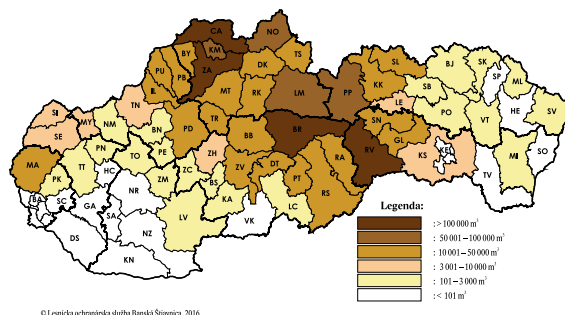 CA
NO
KM
BY
TS
ZA
DK
PU
PB
IL
MT
RK
LM
PP
KK
SL
BJ
SK
SP
ML
SB
LE
HE
SV
PO
VT
SI
MY
SE
TN
NM
BN
PD
TR
BB
BR
SN
GL
RV
KS
KE
MI
SO
TV
MA
PK
TT
PN
TO
PE
HC
ZM
ZC
ZH
BS
ZV
DT
PT
RA
RS
KA
LC
VK
LV
BA
SC
GA
NR
SA
NZ
DS
KN
Legenda:
: > 100 000 m³
: 50 001 – 100 000 m³
: 10 001 – 50 000 m³
: 3 001 – 10 000 m³
: 101 – 3 000 m³
: < 101 m³
© Lesnícka ochranárska služba Banská Štiavnica, 2016